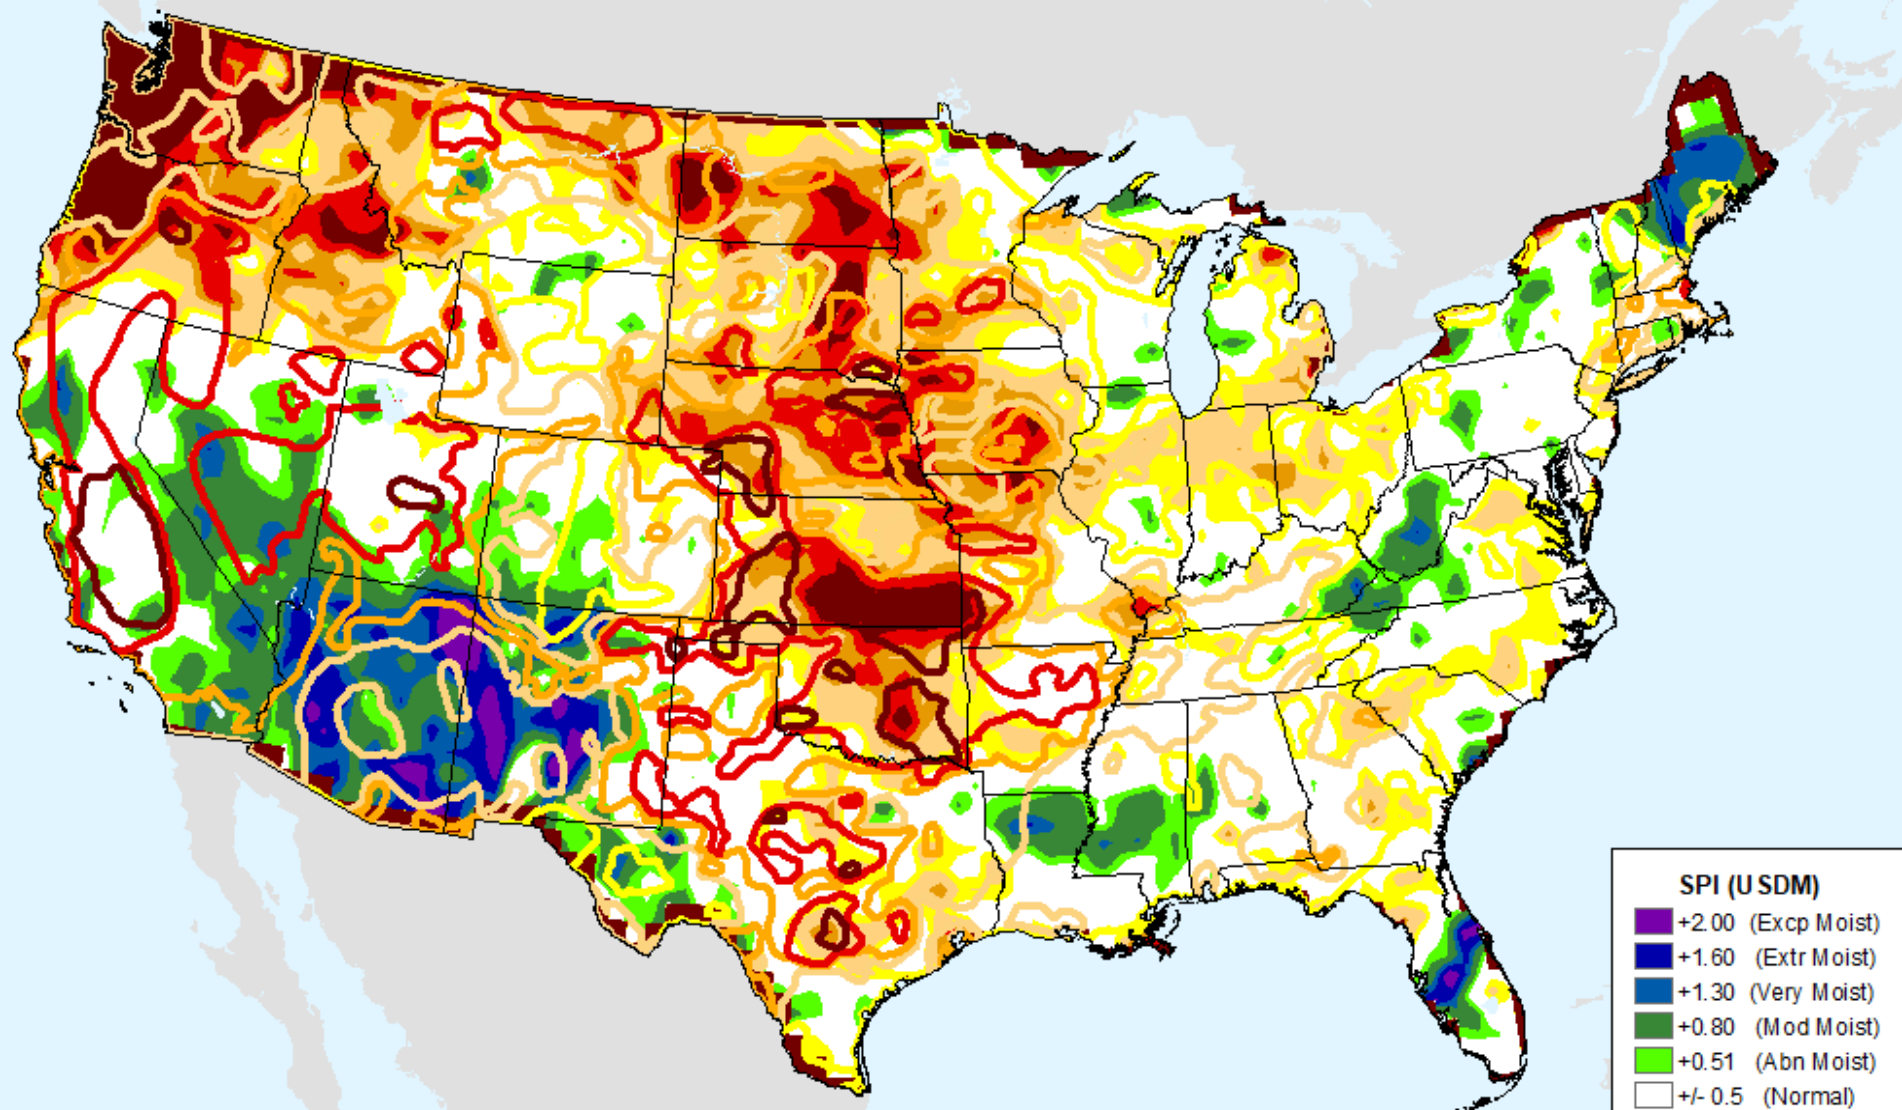 SPI (USDM)
+2.00 (Excp Moist)
+1.60 (Extr Moist)
+1.30 (Very Moist)
+0.80 (Mod Moist)
+0.51 (Abn Moist)
+/- 0.5 (Normal)